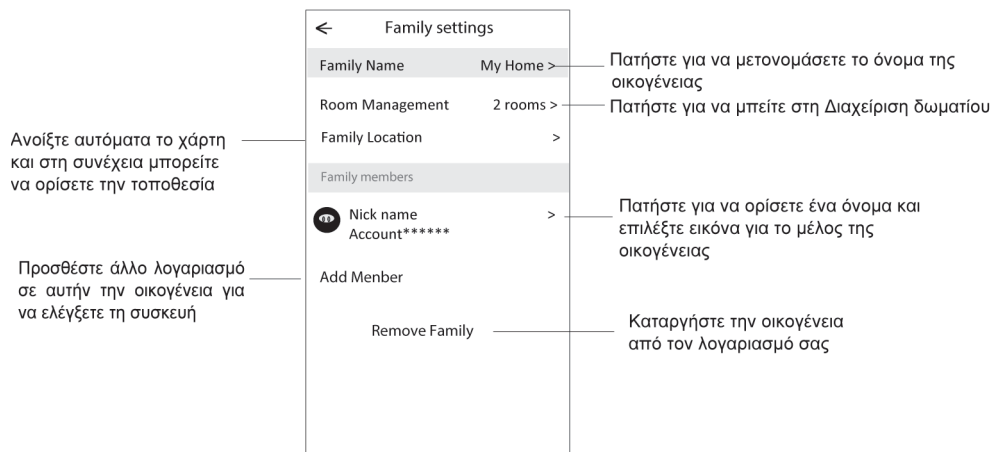 Family settings
Family Name My Home >
Πατήστε για να μετονομάσετε το όνομα της
οικογένειας
Room Management 2 rooms >
Πατήστε για να μπείτε στη Διαχείριση δωματίου
Ανοίξτε αυτόματα το χάρτη
και στη συνέχεια μπορείτε
να ορίσετε την τοποθεσία
Family Location >
Family members
Nick name >
Account******
Πατήστε για να ορίσετε ένα όνομα και
επιλέξτε εικόνα για το μέλος της
οικογένειας
Προσθέστε άλλο λογαριασμό
σε αυτήν την οικογένεια για
να ελέγξετε τη συσκευή
Add Menber
Remove Family
Καταργήστε την οικογένεια
από τον λογαριασμό σας